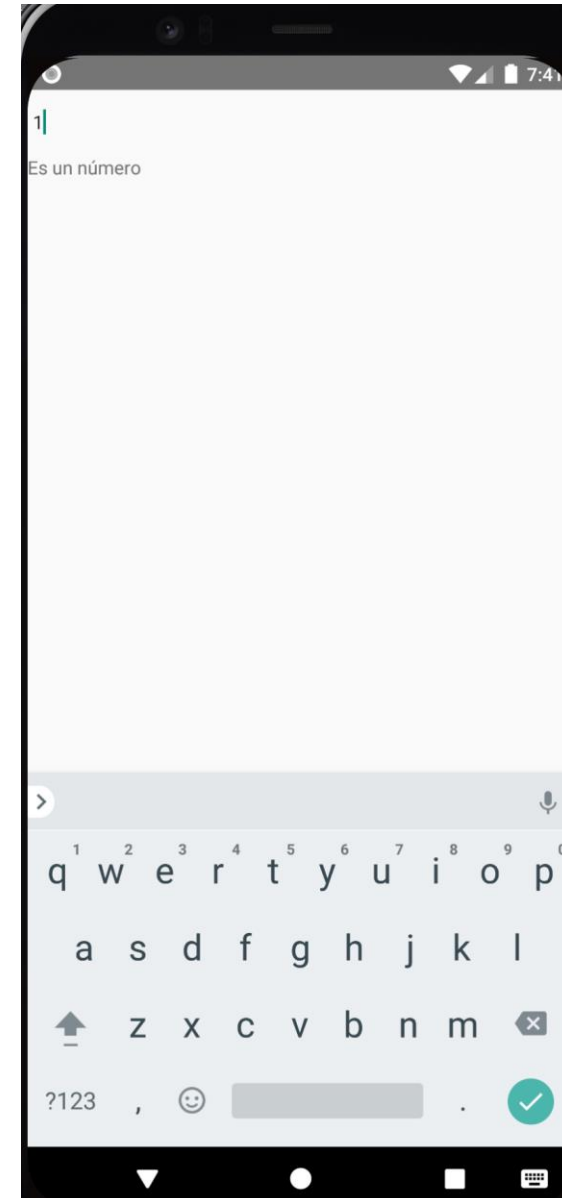 7:41
1
Es un número
1 2 3 4 5 6 7 8 9 0
q w e r t y u i o p
a s d f g h j k l
z x c v b n m
?123 , .